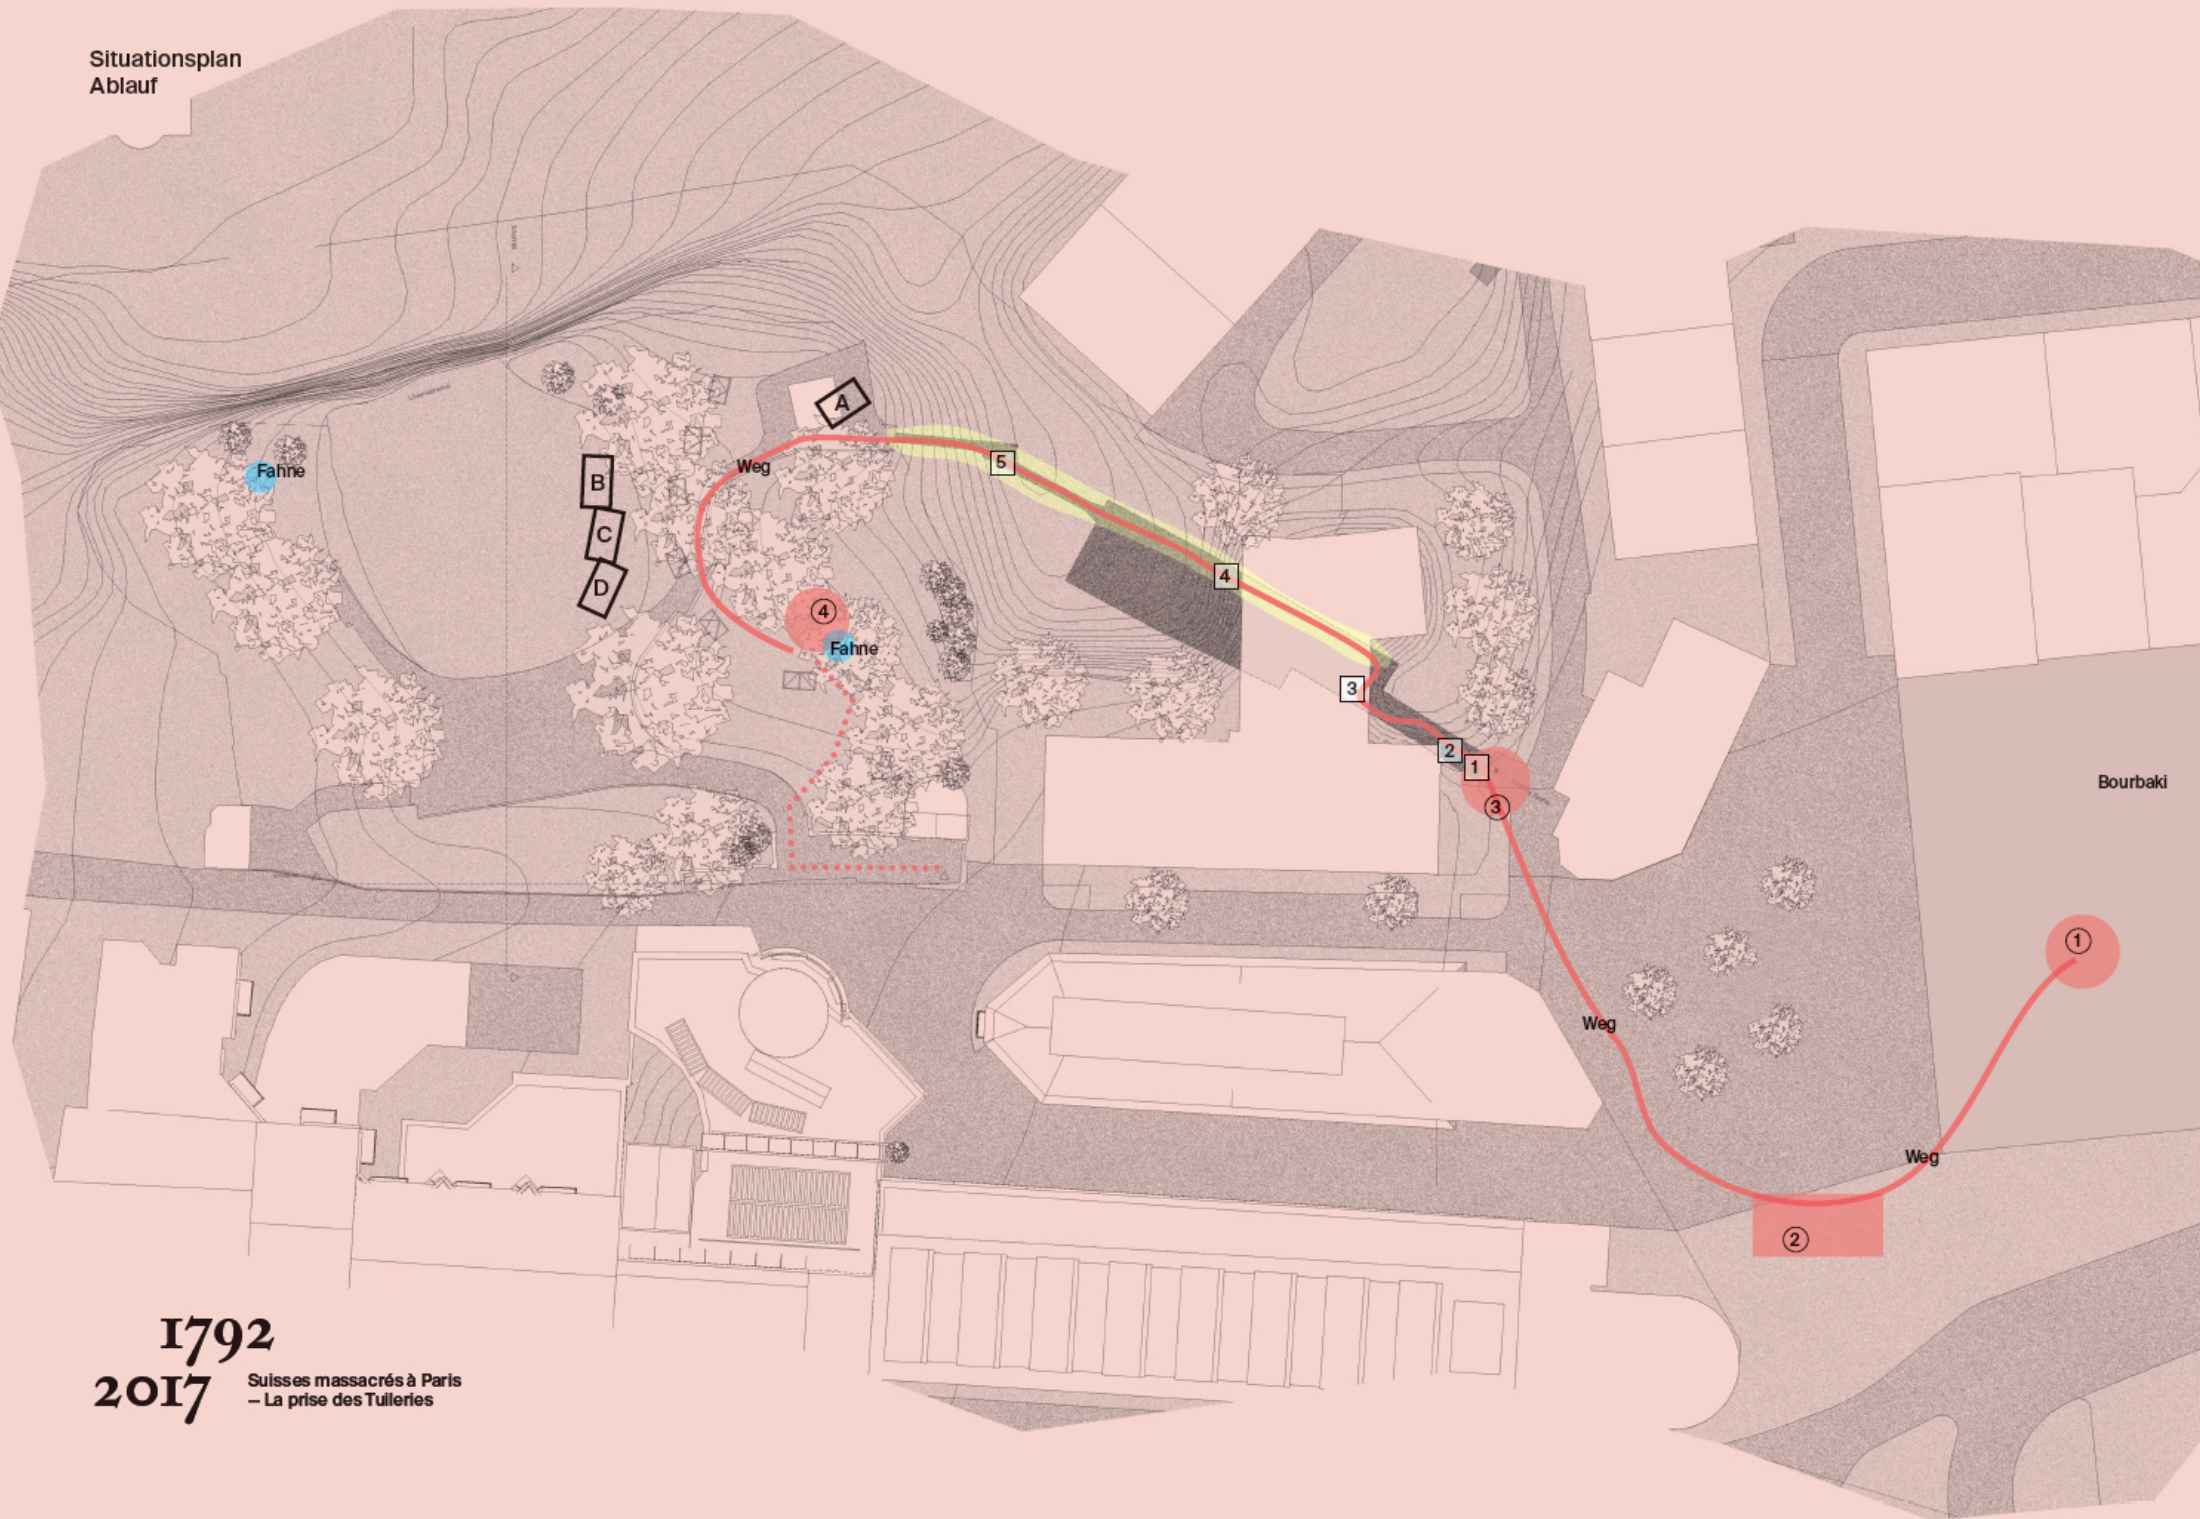 Situationsplan
Ablauf
A
Fahne
Weg
5
B
C
4
D
4
Fahne
3
2
1
Bourbaki
3
1
Weg
Weg
2
1792
2017
Suisses massacrés à Paris
– La prise des Tuileries